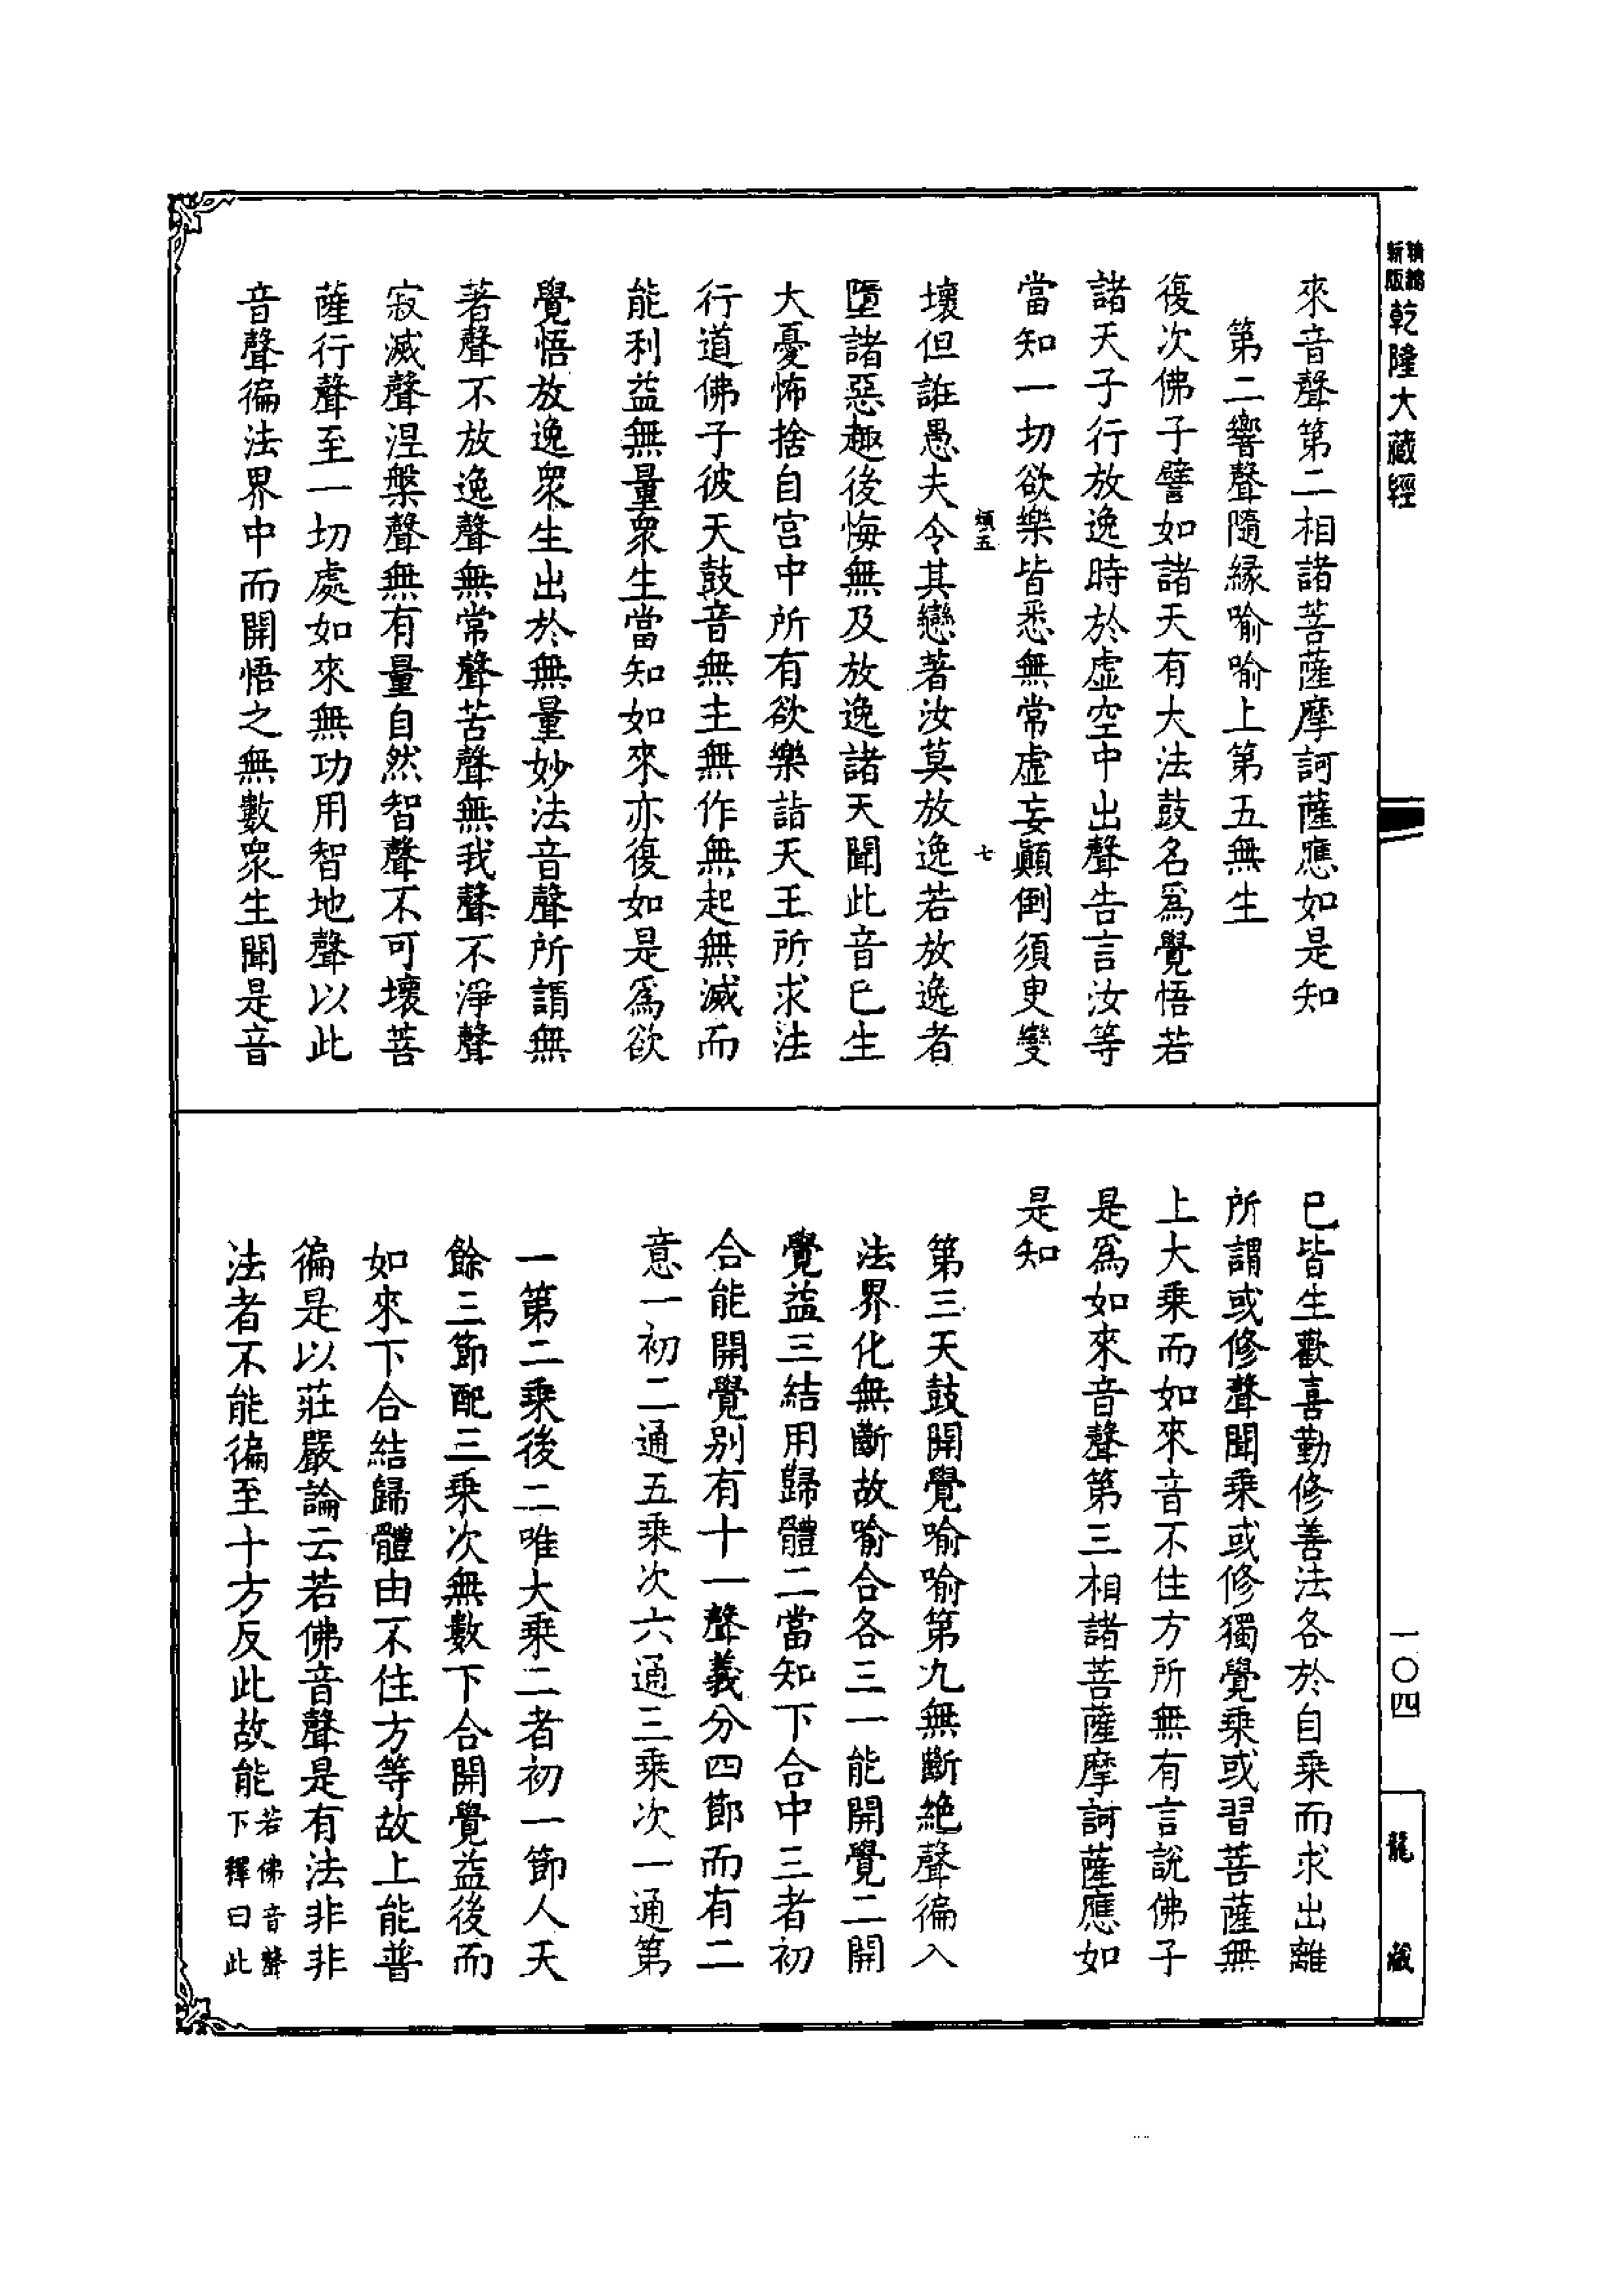 乾隆大藏經
來音聲第二相諸菩薩摩訶薩應如是知
第二響聲隨緣喻喻上第五無生
復次佛子譬如諸天有大法鼓名爲覺悟若
諸天子行放逸時於虛空中出聲告言汝等
當知一切欲樂皆悉無常虛妄顚倒須臾變
七
壞但誑愚夫令其戀著汝莫放逸若放逸者
墮諸惡趣後悔無及放逸諸天聞此音已生
大憂怖捨自宮中所有欲樂詣天王所求法
行道佛子彼天鼓音無主無作無起無滅而
能利益無量衆生當知如來亦復如是爲欲
覺悟放逸衆生出於無量妙法音聲所謂無
著聲不放逸聲無常聲苦聲無我聲不淨聲
寂滅聲涅槃聲無有量自然智聲不可壞菩
薩行聲至一切處如來無功用智地聲以此
音聲徧法界中而開悟之無數衆生聞是音
已皆生歡喜勤修善法各於自乘而求出離
所謂或修聲聞乘或修獨覺乘或習菩薩無
上大乘而如來音不住方所無有言說佛子
是爲如來音聲第三相諸菩薩摩訶薩應如
是知
第三天鼓開覺喻喻第九無斷絕聲徧入
法界化無斷故喻合各三一能開覺二開
覺益三結用歸體二當知下合中三者初
合能開覺別有十一聲義分四節而有二
意一初二通五乘次六通三乘次一通第
一第二乘後二唯大乘二者初一節人天
餘三節配三乘次無數下合開覺益後而
如來下合結歸體由不住方等故上能普
徧是以莊嚴論云若佛音聲是有法非非
法者不能徧至十方反此故能若佛音聲
下釋曰此
一〇四
龍藏